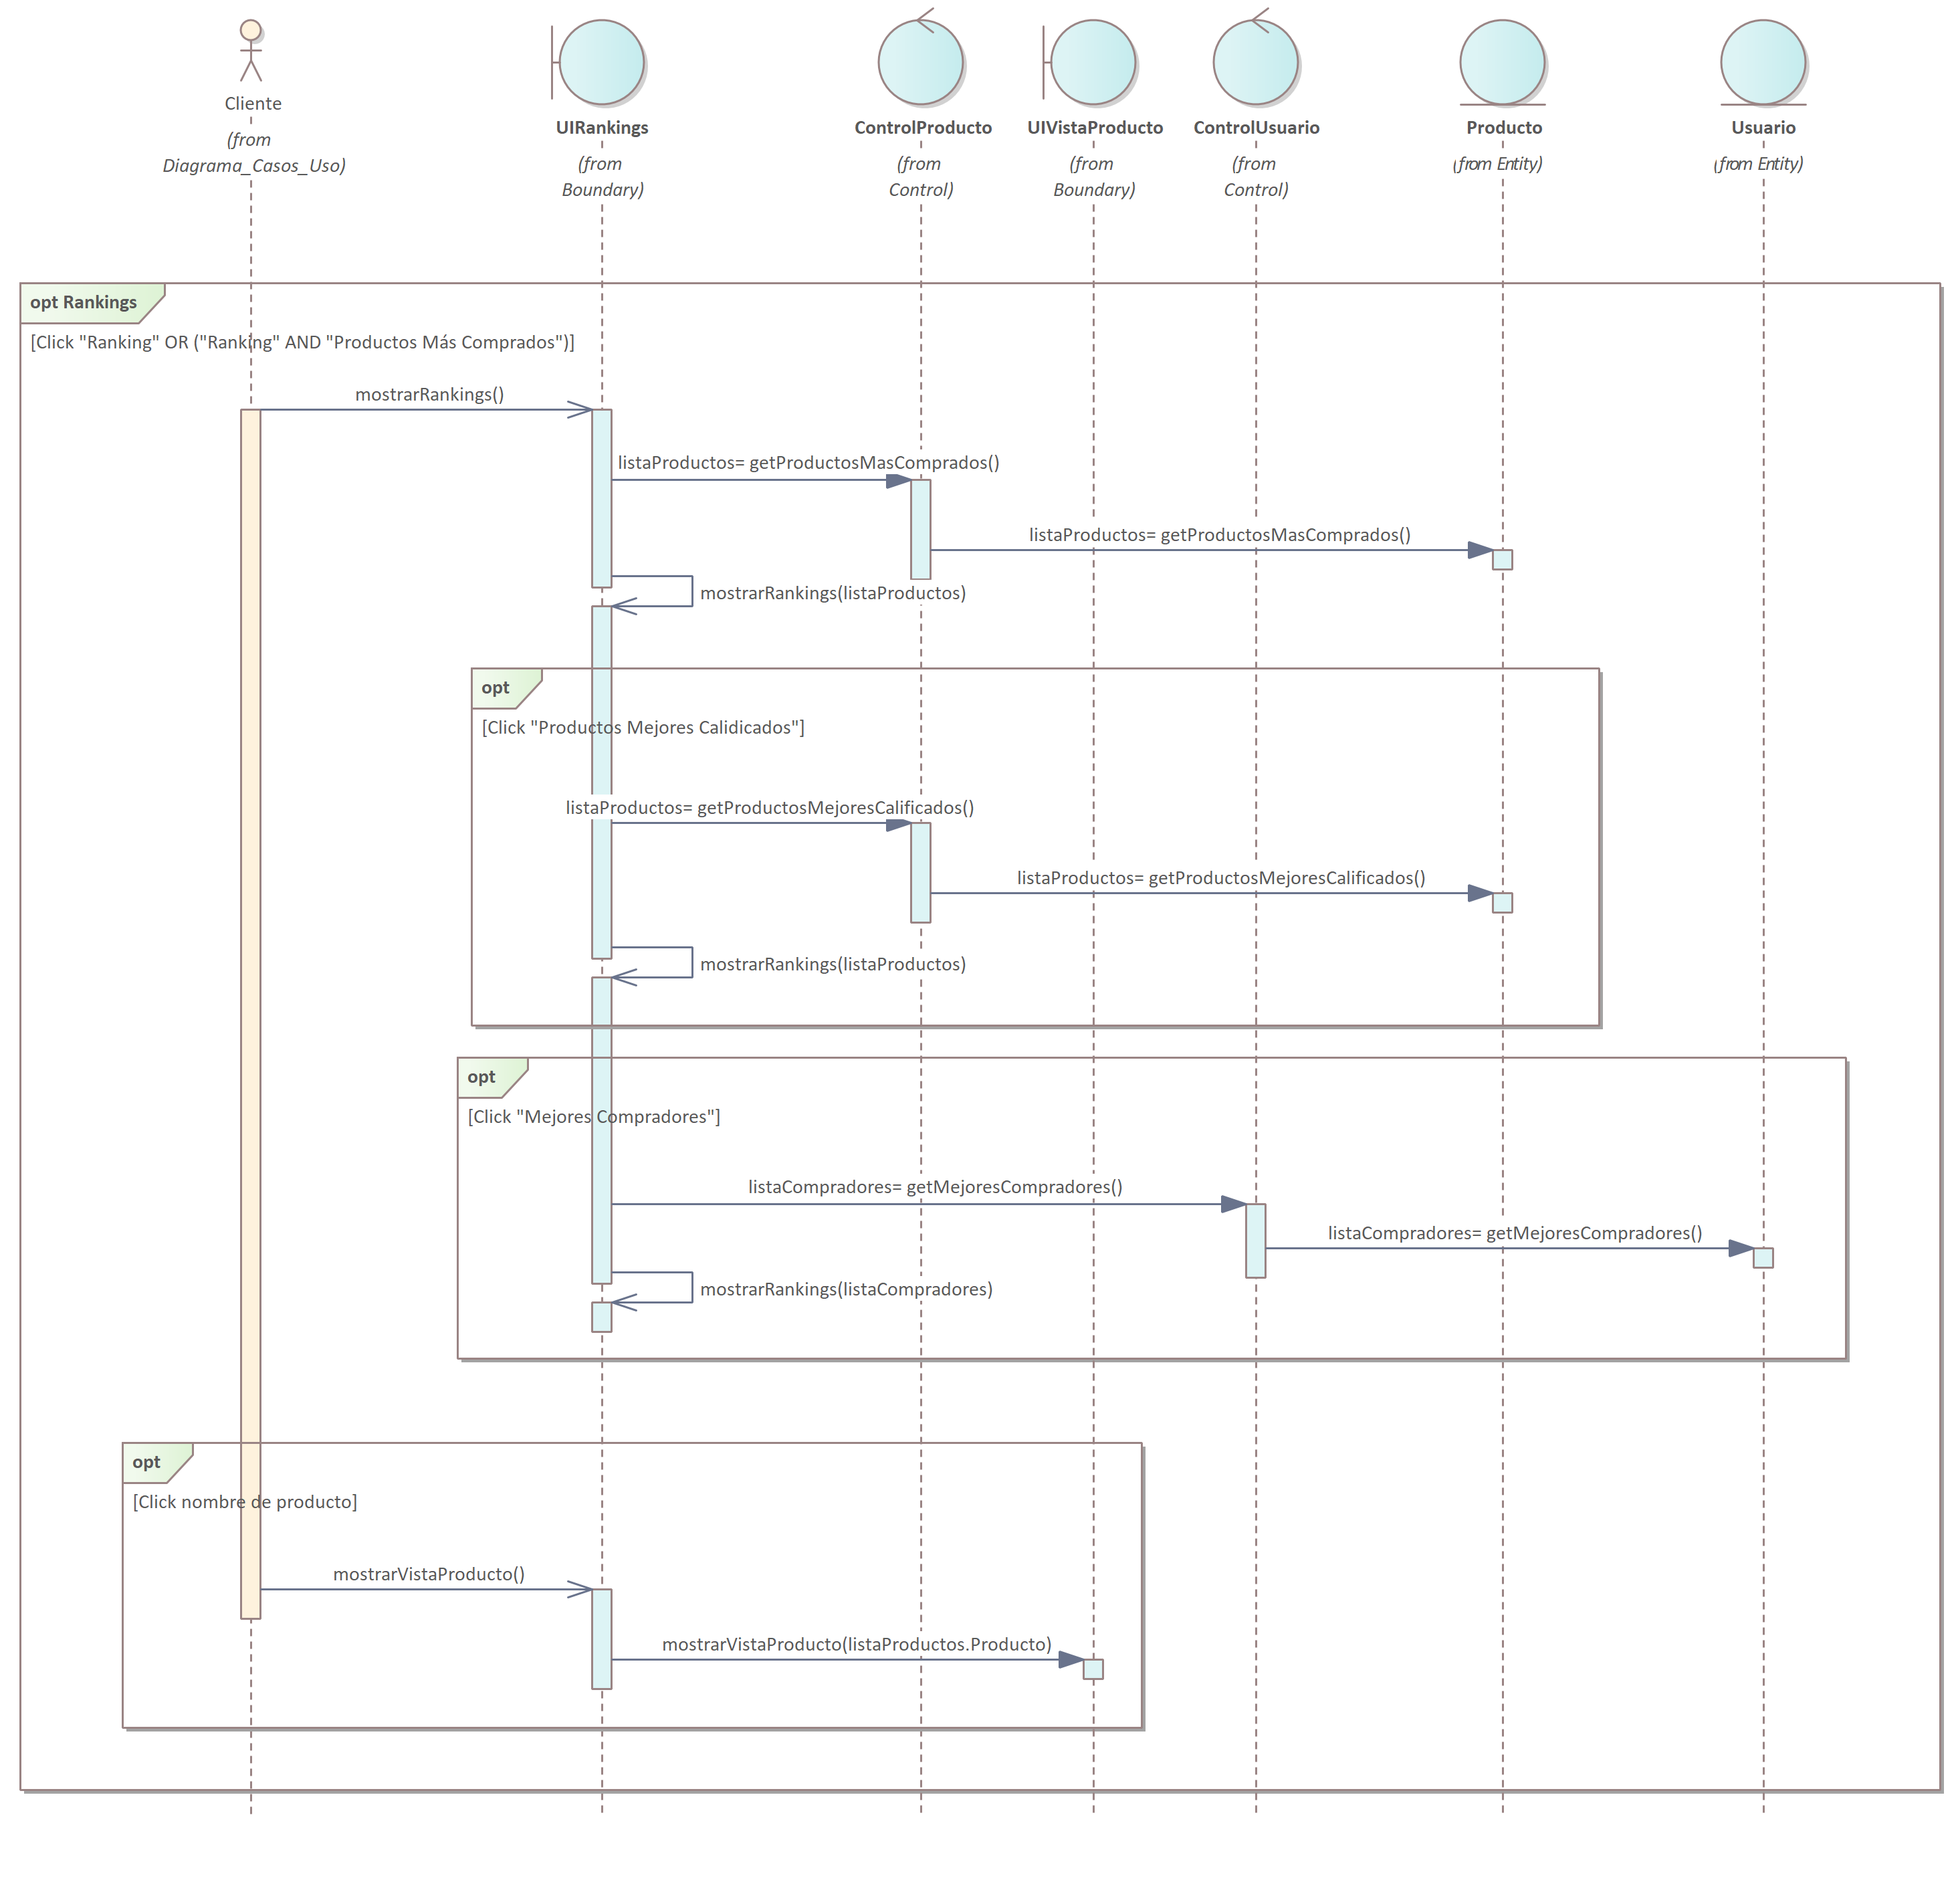 Cliente
(from
Diagrama_Casos_Uso)
UIRankings
(from
Boundary)
ControlProducto
(from
Control)
UIVistaProducto
(from
Boundary)
ControlUsuario
(from
Control)
Producto
(from Entity)
Usuario
(from Entity)
opt Rankings
[Click "Ranking" OR ("Ranking" AND "Productos Más Comprados")]
mostrarRankings()
listaProductos= getProductosMasComprados()
listaProductos= getProductosMasComprados()
mostrarRankings(listaProductos)
opt
[Click "Productos Mejores Calidicados"]
listaProductos= getProductosMejoresCalificados()
listaProductos= getProductosMejoresCalificados()
mostrarRankings(listaProductos)
opt
[Click "Mejores Compradores"]
listaCompradores= getMejoresCompradores()
listaCompradores= getMejoresCompradores()
mostrarRankings(listaCompradores)
opt
[Click nombre de producto]
mostrarVistaProducto()
mostrarVistaProducto(listaProductos.Producto)